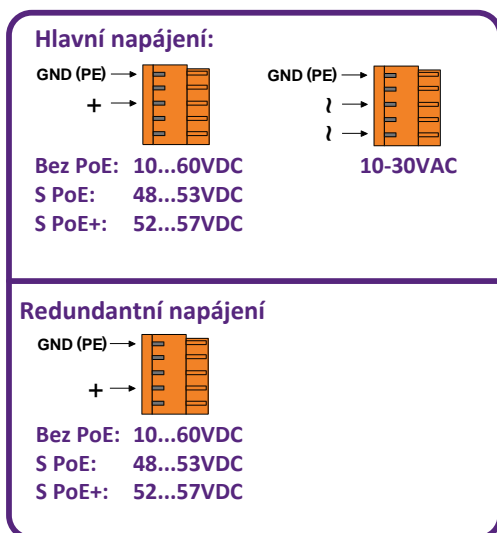 Hlavní napájení:
GND (PE)
+
Bez PoE: 10...60VDC
S PoE: 48...53VDC
S PoE+: 52...57VDC
GND (PE)
~
~
10-30VAC
Redundantní napájení
GND (PE)
+
Bez PoE: 10...60VDC
S PoE: 48...53VDC
S PoE+: 52...57VDC